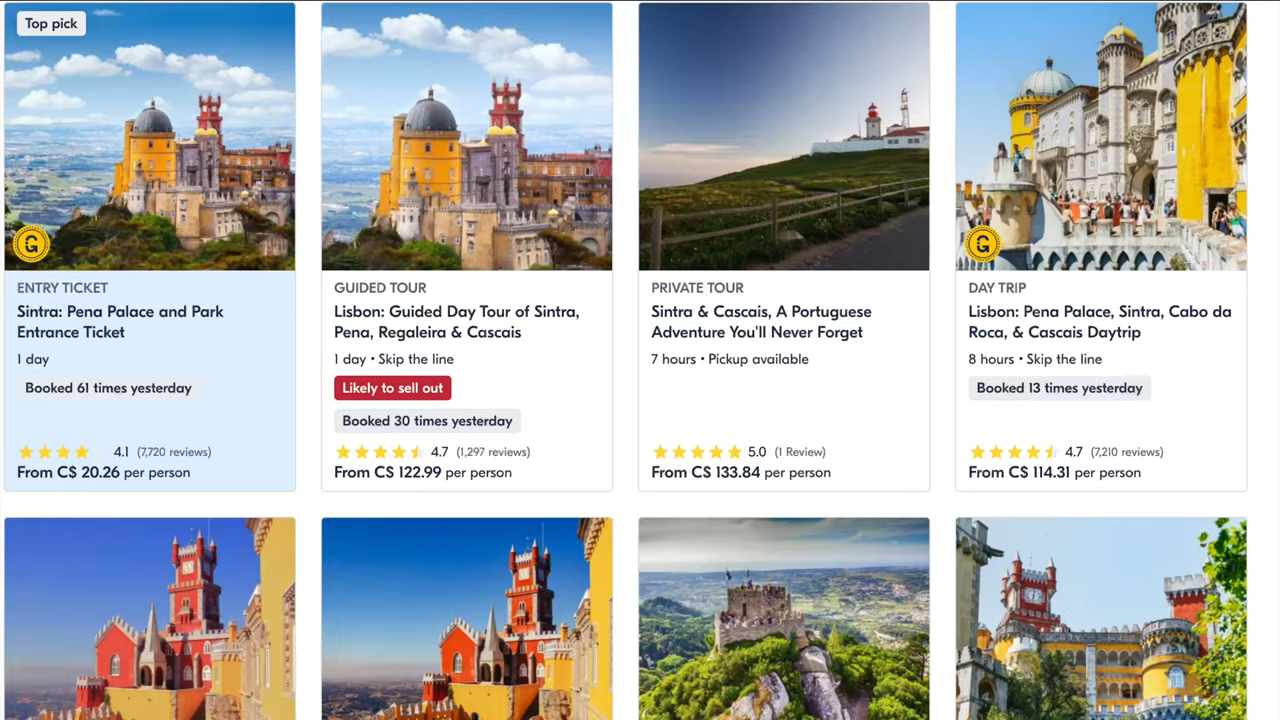 Top pick
G
ENTRY TICKET
Sintra: Pena Palace and Park
Entrance Ticket
1 day
Booked 61 times yesterday
4.1 (7,720 reviews)
From C$ 20.26 per person
GUIDED TOUR
Lisbon: Guided Day Tour of Sintra,
Pena, Regaleira & Cascais
1 day • Skip the line
Likely to sell out
Booked 30 times yesterday
4.7 (1,297 reviews)
From C$ 122.99 per person
PRIVATE TOUR
Sintra & Cascais, A Portuguese
Adventure You'll Never Forget
7 hours • Pickup available
5.0 (1 Review)
From C$ 133.84 per person
G
DAY TRIP
Lisbon: Pena Palace, Sintra, Cabo da
Roca, & Cascais Daytrip
8 hours • Skip the line
Booked 13 times yesterday
4.7 (7,210 reviews)
From C$ 114.31 per person